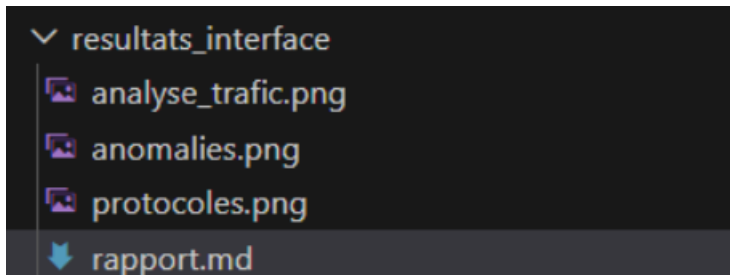 resultats_interface
analyse_trafic.png
anomalies.png
protocoles.png
rapport.md